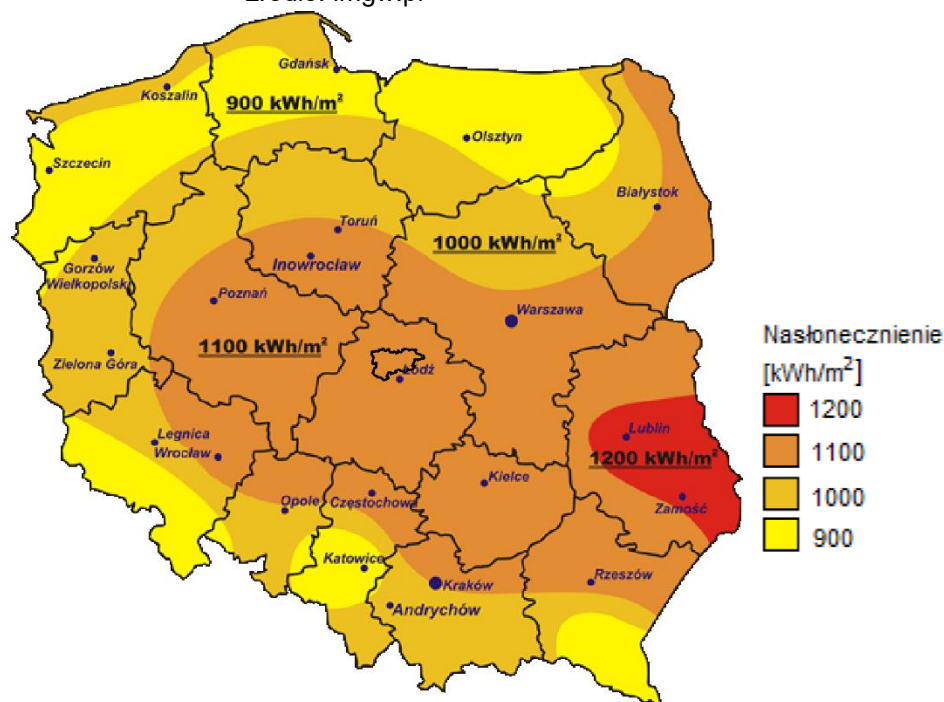 Gdańsk
Koszalin
900 kWh/m²
Olsztyn
Szczecin
Białystok
Toruń
1000 kWh/m²
Gorzów
Wielkopolski
Inowrocław
Poznań
Warszawa
1100 kWh/m²
Zielona Góra
Łódź
Legnica
Wrocław
Lublin
1200 kWh/m²
Kielce
Opole
Częstochowa
Zamość
Katowice
Kraków
Rzeszów
Andrychów
Nasłonecznienie
[kWh/m²]
1200
1100
1000
900